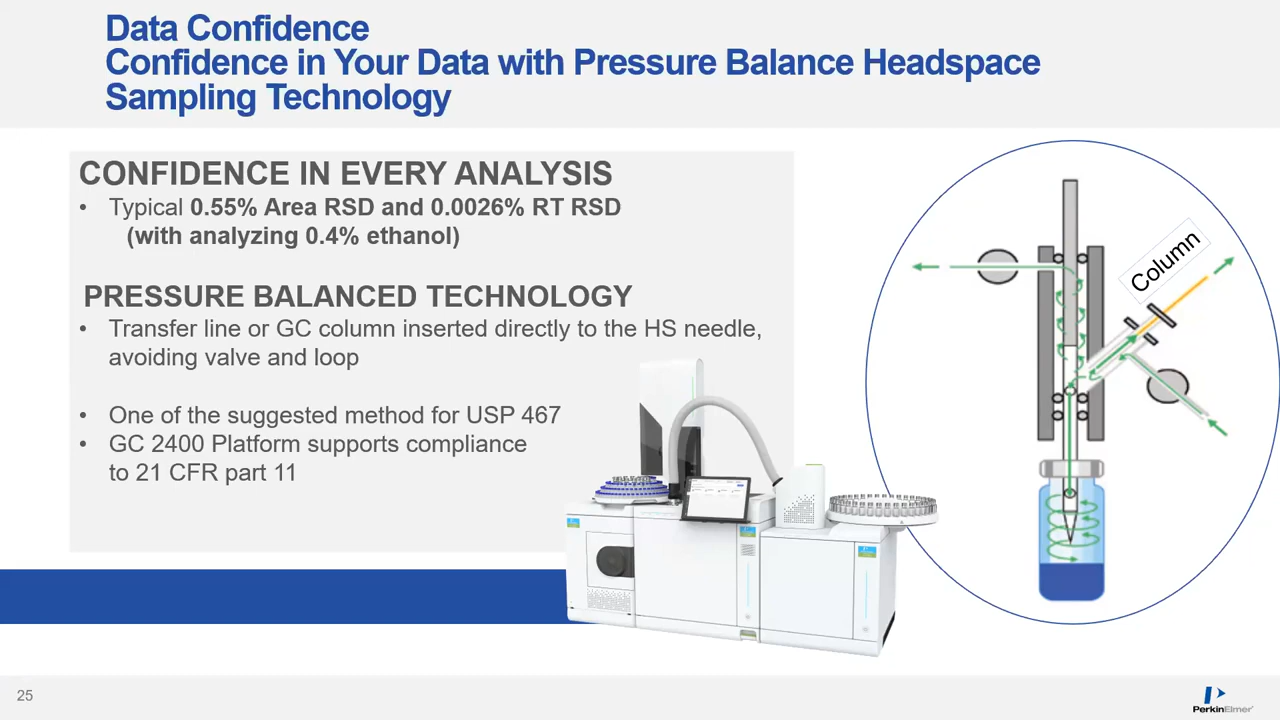 Data Confidence
Confidence in Your Data with Pressure Balance Headspace
Sampling Technology
CONFIDENCE IN EVERY ANALYSIS
• Typical 0.55% Area RSD and 0.0026% RT RSD
(with analyzing 0.4% ethanol)
PRESSURE BALANCED TECHNOLOGY
• Transfer line or GC column inserted directly to the HS needle,
avoiding valve and loop
• One of the suggested method for USP 467
• GC 2400 Platform supports compliance
to 21 CFR part 11
Column
25
PerkinElmer